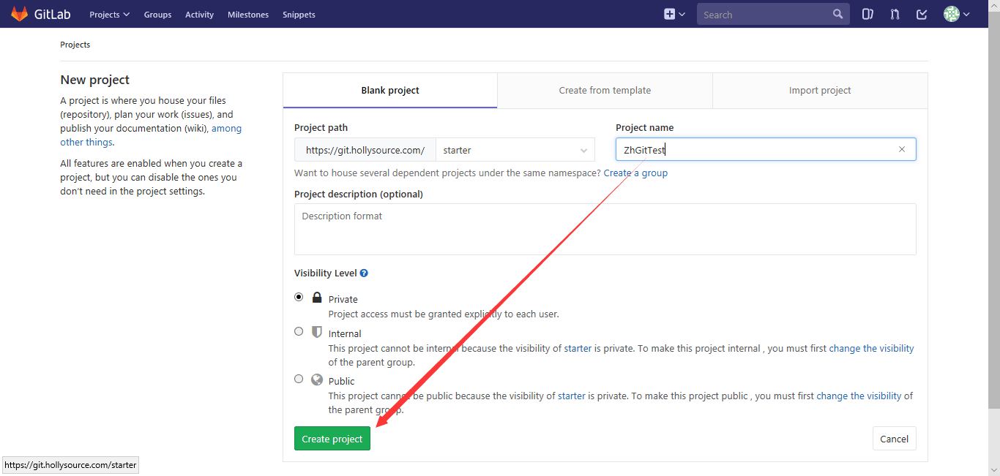 GitLab Projects Groups Activity Milestones Snippets Search
Projects
New project
A project is where you house your files
(repository), plan your work (issues), and
publish your documentation (wiki), among
other things.
All features are enabled when you create a
project, but you can disable the ones you
don't need in the project settings.
Blank project Create from template Import project
Project path Project name
https://git.hollysource.com/ starter ZhGitTest
Want to house several dependent projects under the same namespace? Create a group
Project description (optional)
Description format
Visibility Level
Private
Project access must be granted explicitly to each user.
Internal
This project cannot be internal because the visibility of starter is private. To make this project internal , you must first change the visibility
of the parent group.
Public
This project cannot be public because the visibility of starter is private. To make this project public , you must first change the visibility of
the parent group.
Create project Cancel
https://git.hollysource.com/starter